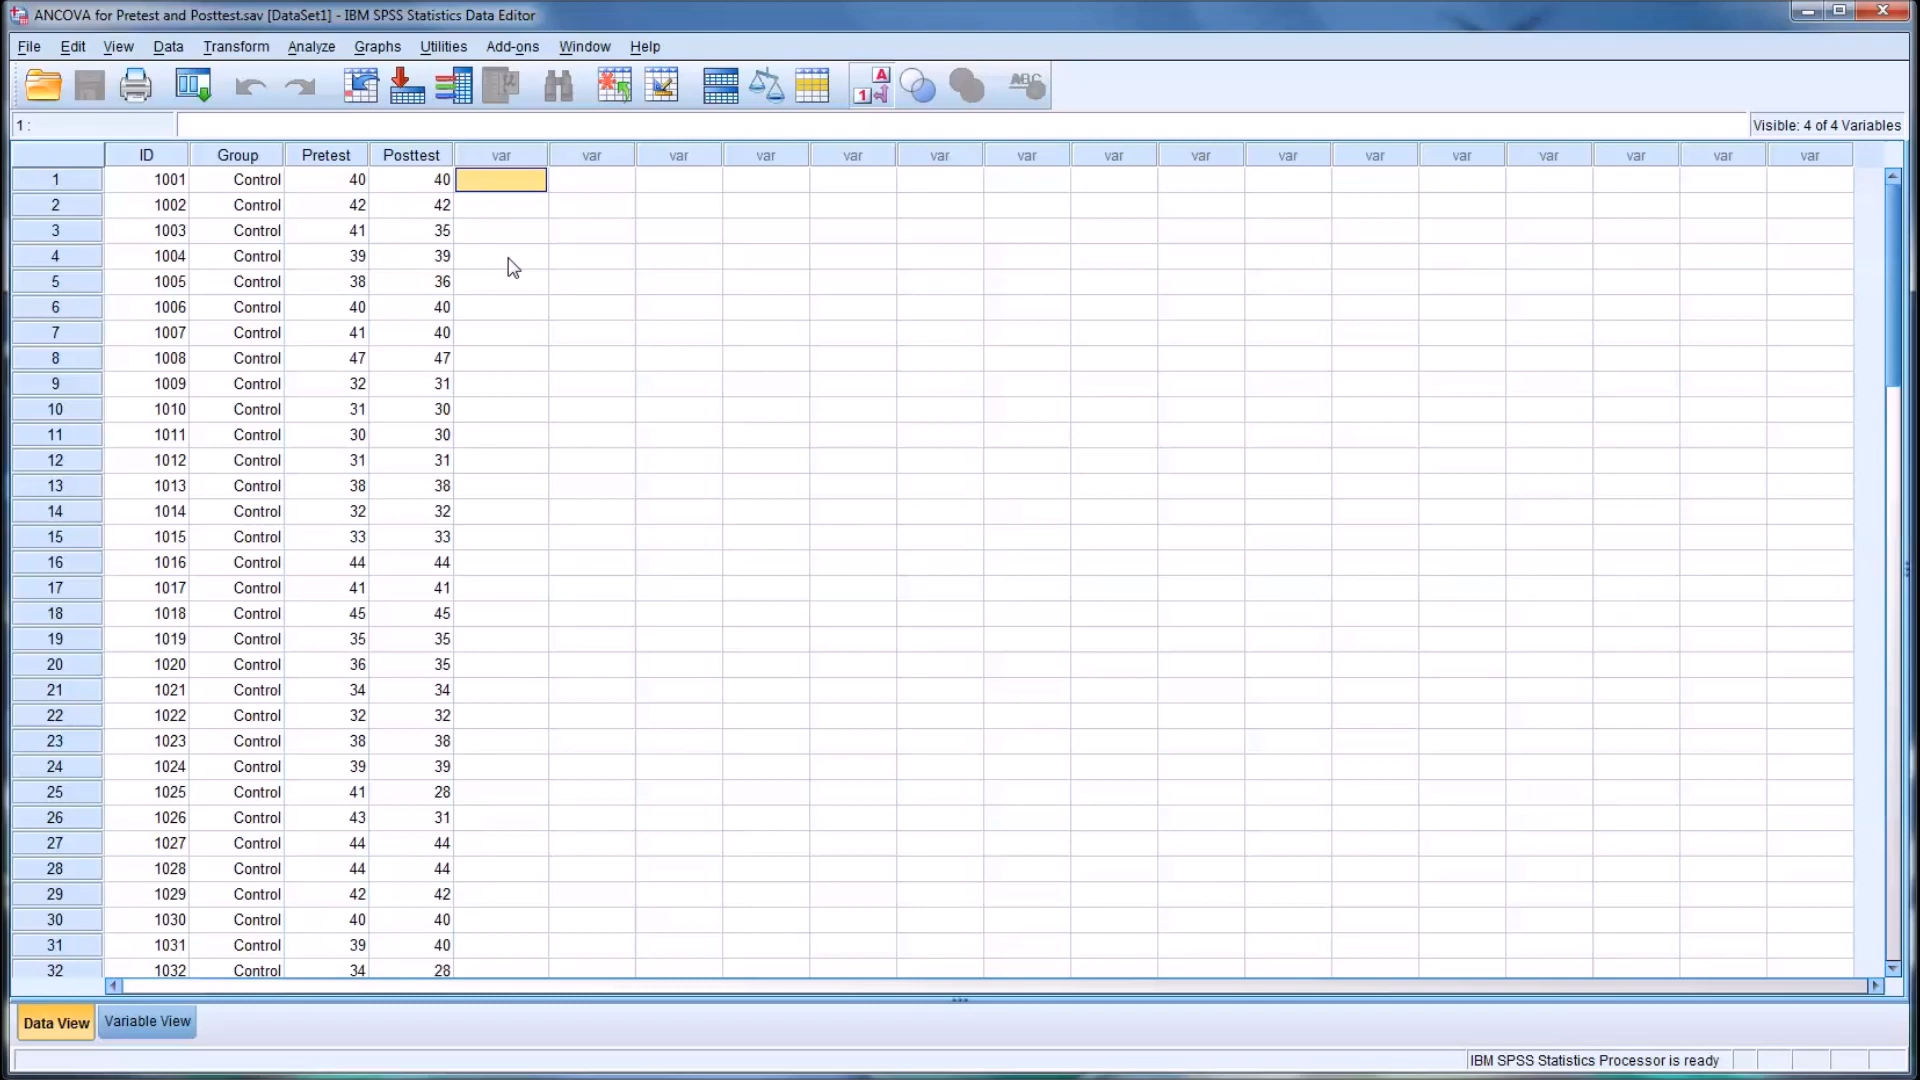 ANCOVA for Pretest and Posttest.sav [DataSet1] - IBM SPSS Statistics Data Editor
File Edit View Data Transform Analyze Graphs Utilities Add-ons Window Help
A
1
ABC
1 : Visible: 4 of 4 Variables
ID Group Pretest Posttest var var var var var var var var var var var var var var var var
1 1001 Control 40 40
2 1002 Control 42 42
3 1003 Control 41 35
4 1004 Control 39 39
5 1005 Control 38 36
6 1006 Control 40 40
7 1007 Control 41 40
8 1008 Control 47 47
9 1009 Control 32 31
10 1010 Control 31 30
11 1011 Control 30 30
12 1012 Control 31 31
13 1013 Control 38 38
14 1014 Control 32 32
15 1015 Control 33 33
16 1016 Control 44 44
17 1017 Control 41 41
18 1018 Control 45 45
19 1019 Control 35 35
20 1020 Control 36 35
21 1021 Control 34 34
22 1022 Control 32 32
23 1023 Control 38 38
24 1024 Control 39 39
25 1025 Control 41 28
26 1026 Control 43 31
27 1027 Control 44 44
28 1028 Control 44 44
29 1029 Control 42 42
30 1030 Control 40 40
31 1031 Control 39 40
32 1032 Control 34 28
Data View Variable View
IBM SPSS Statistics Processor is ready